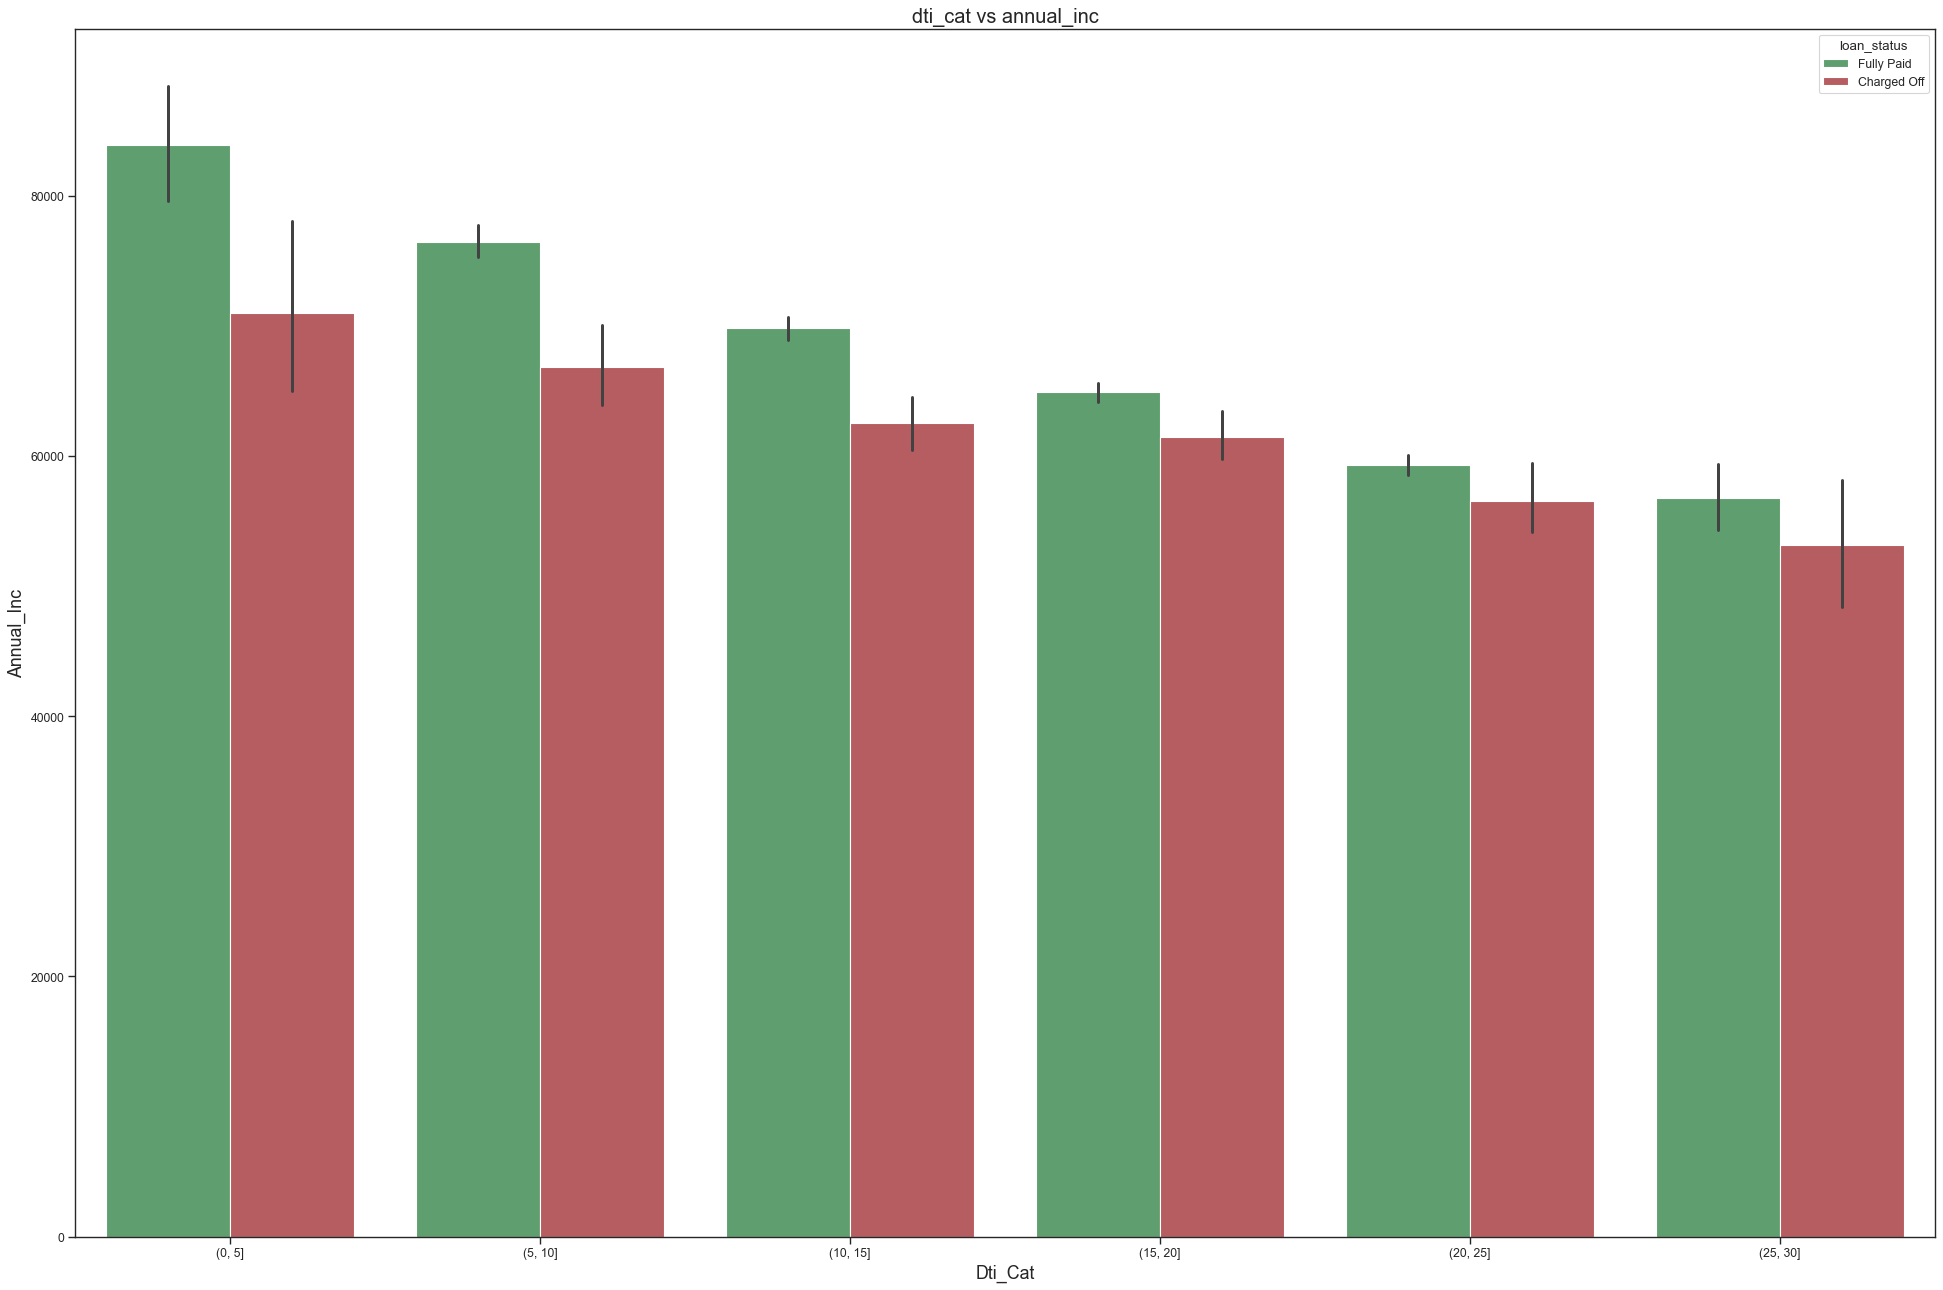 dti_cat vs annual_inc
loan_status
Fully Paid
Charged Off
Annual_Inc
80000
60000
40000
20000
0
(0, 5]
(5, 10]
(10, 15]
(15, 20]
(20, 25]
(25, 30]
Dti_Cat